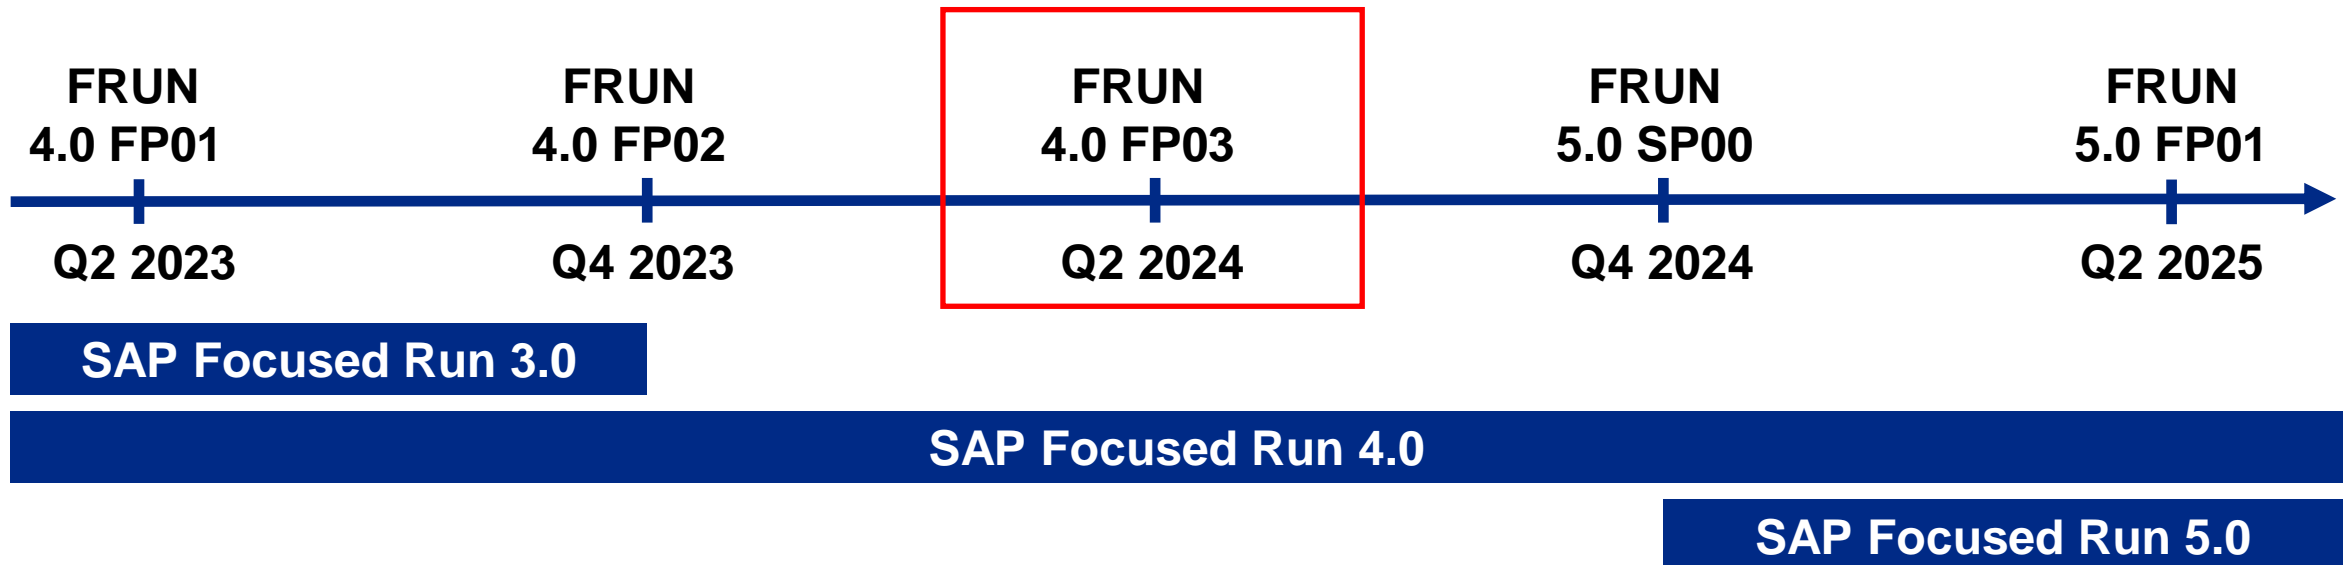 FRUN
4.0 FP01
FRUN
4.0 FP02
FRUN
4.0 FP03
FRUN
5.0 SP00
FRUN
5.0 FP01
Q2 2023
Q4 2023
Q2 2024
Q4 2024
Q2 2025
SAP Focused Run 3.0
SAP Focused Run 4.0
SAP Focused Run 5.0